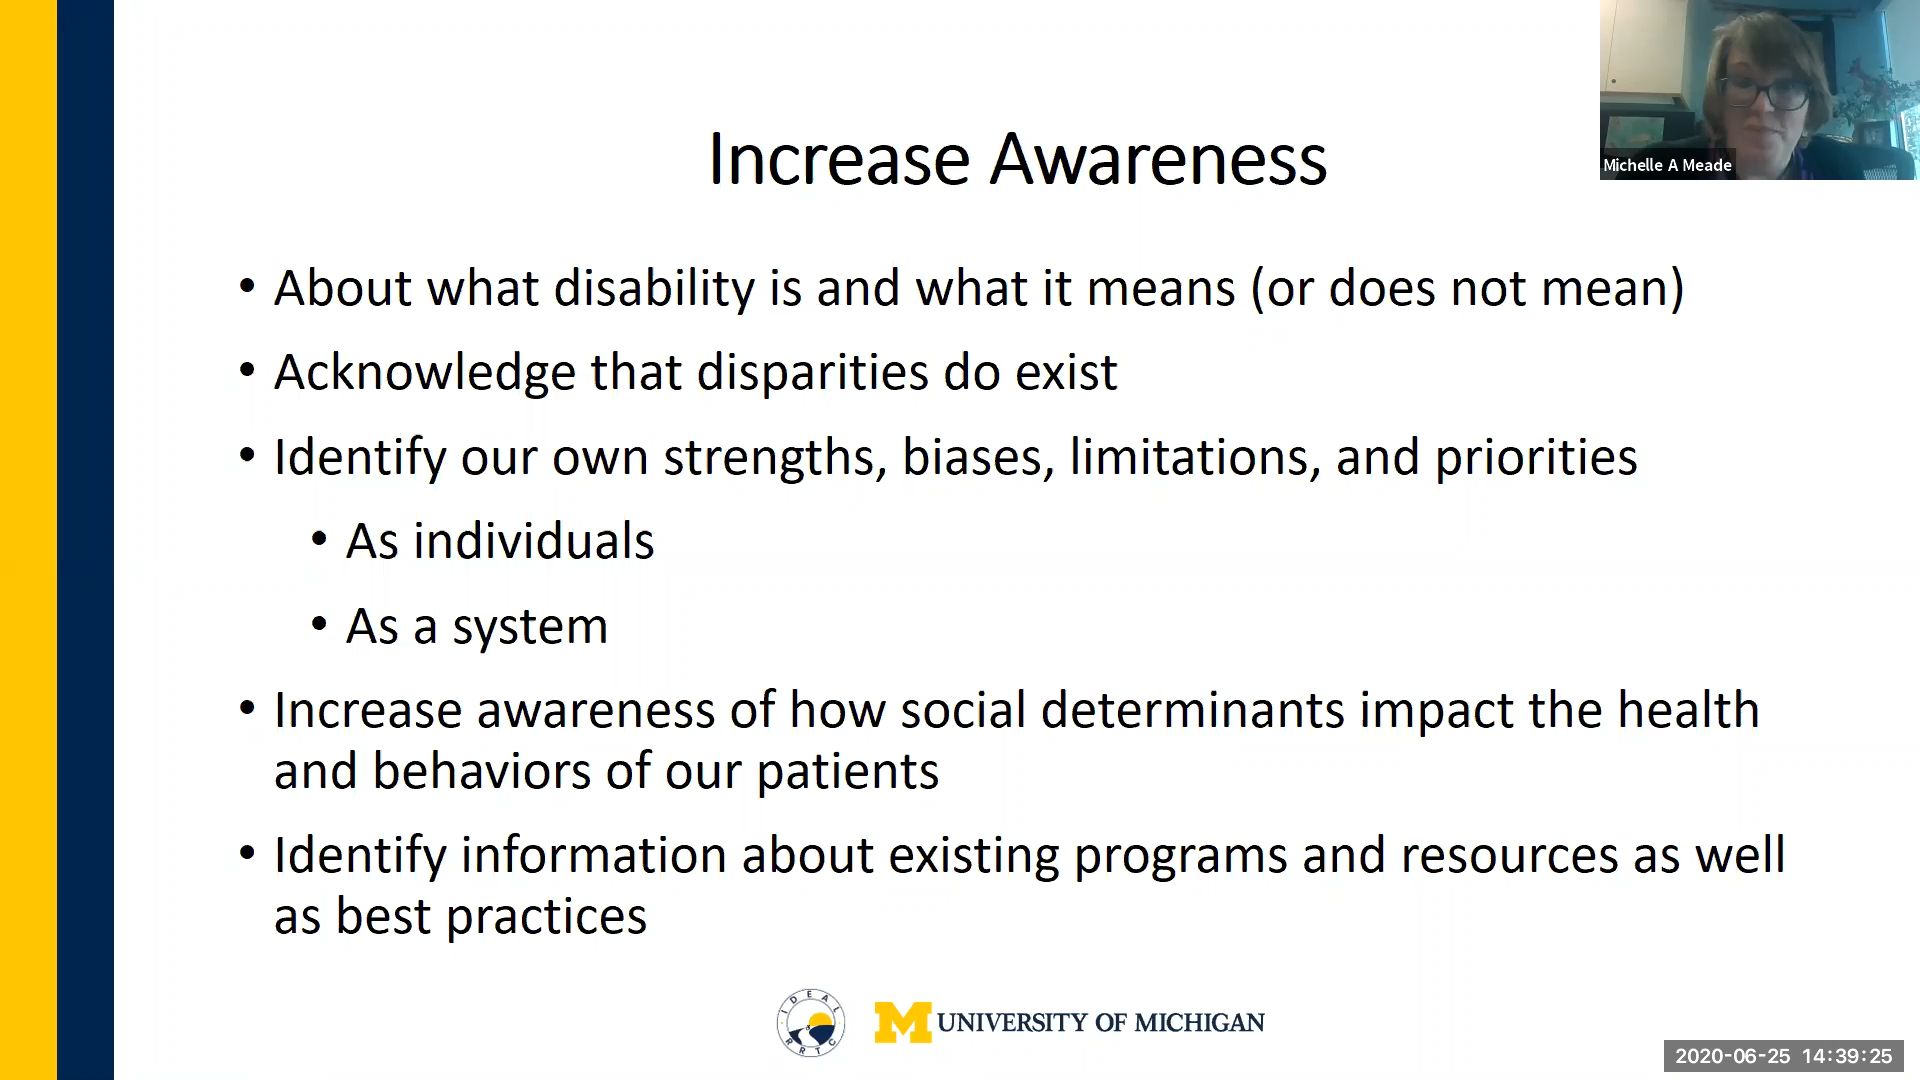 Increase Awareness
Michelle A Meade
• About what disability is and what it means (or does not mean)
• Acknowledge that disparities do exist
• Identify our own strengths, biases, limitations, and priorities
• As individuals
• As a system
• Increase awareness of how social determinants impact the health
and behaviors of our patients
• Identify information about existing programs and resources as well
as best practices
IDEAL
RRTC
M UNIVERSITY OF MICHIGAN
2020-06-25 14:39:25